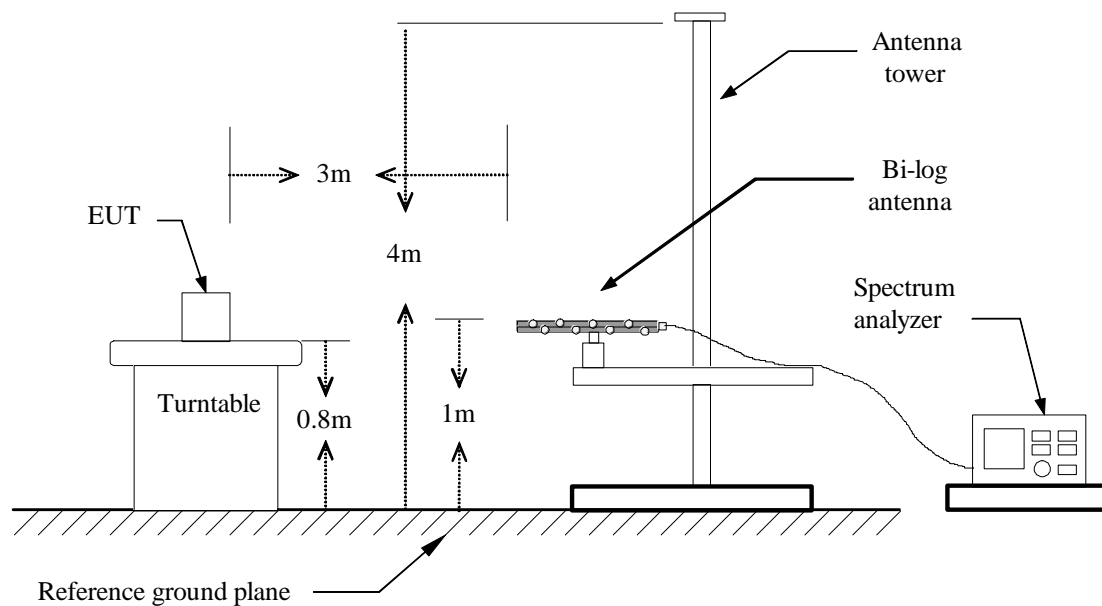 Antenna
tower
3m
Bi-log
antenna
EUT
4m
Spectrum
analyzer
Turntable
0.8m
1m
Reference ground plane